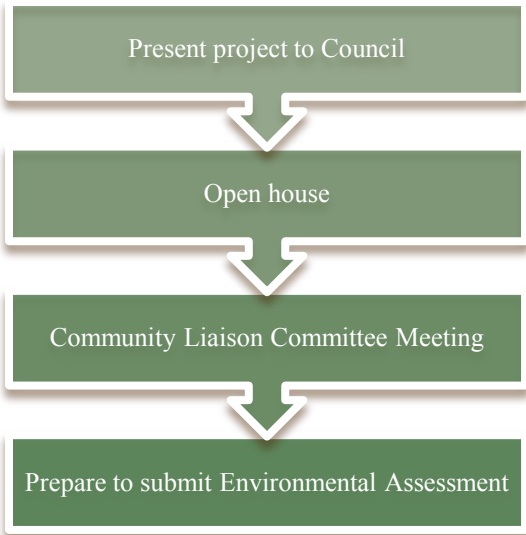 Present project to Council
Open house
Community Liaison Committee Meeting
Prepare to submit Environmental Assessment